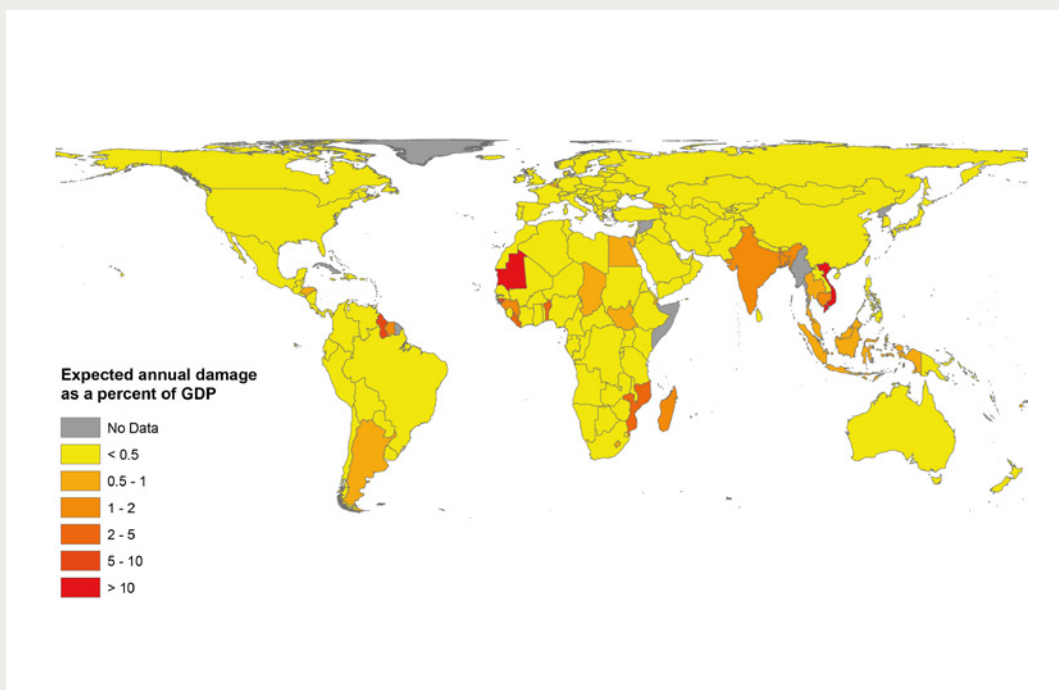 Expected annual damage
as a percent of GDP
No Data
< 0.5
0.5 - 1
1 - 2
2 - 5
5 - 10
> 10